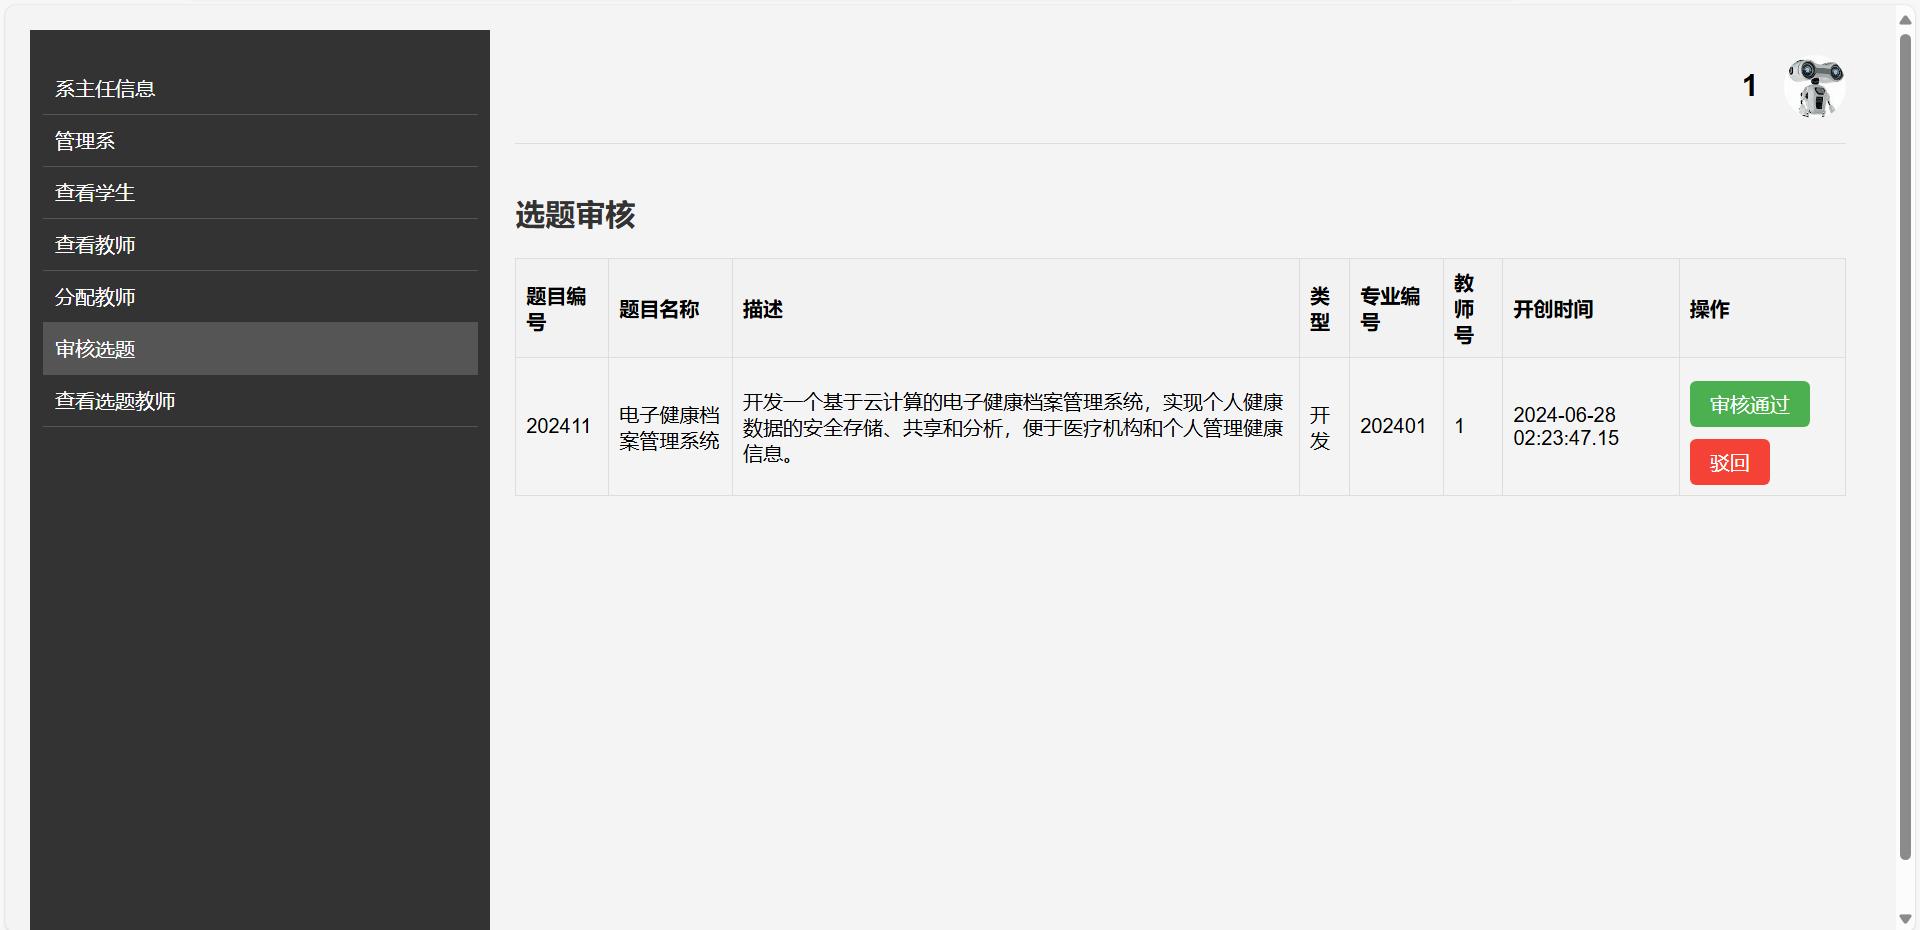 系主任信息
管理系
查看学生
查看教师
分配教师
审核选题
查看选题教师
1
选题审核
题目编
号
题目名称
描述
类
型
专业编
号
教
师
号
开创时间
操作
202411
电子健康档
案管理系统
开发一个基于云计算的电子健康档案管理系统，实现个人健康
数据的安全存储、共享和分析，便于医疗机构和个人管理健康
信息。
开
发
202401
1
2024-06-28
02:23:47.15
审核通过
驳回